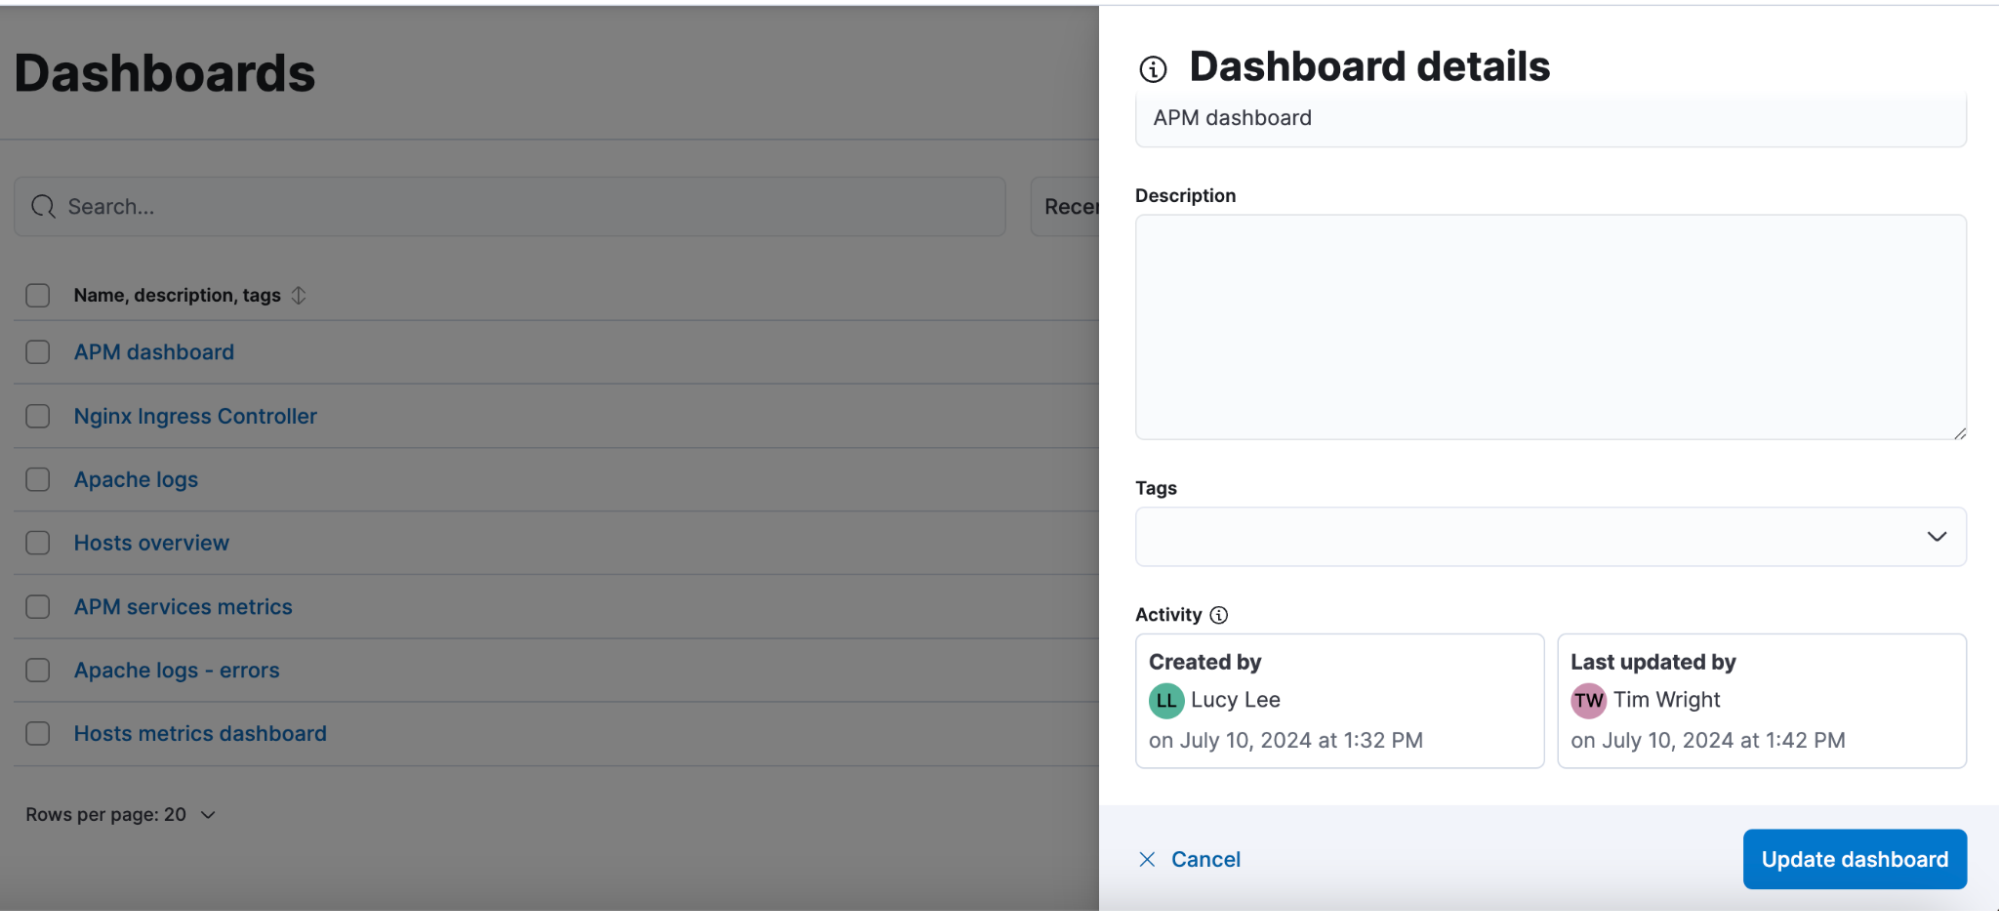 Dashboards
Search...
Recen
Name, description, tags
APM dashboard
Nginx Ingress Controller
Apache logs
Hosts overview
APM services metrics
Apache logs - errors
Hosts metrics dashboard
Rows per page: 20
Dashboard details
APM dashboard
Description
Tags
Activity
Created by
LL Lucy Lee
on July 10, 2024 at 1:32 PM
Last updated by
TW Tim Wright
on July 10, 2024 at 1:42 PM
Cancel
Update dashboard